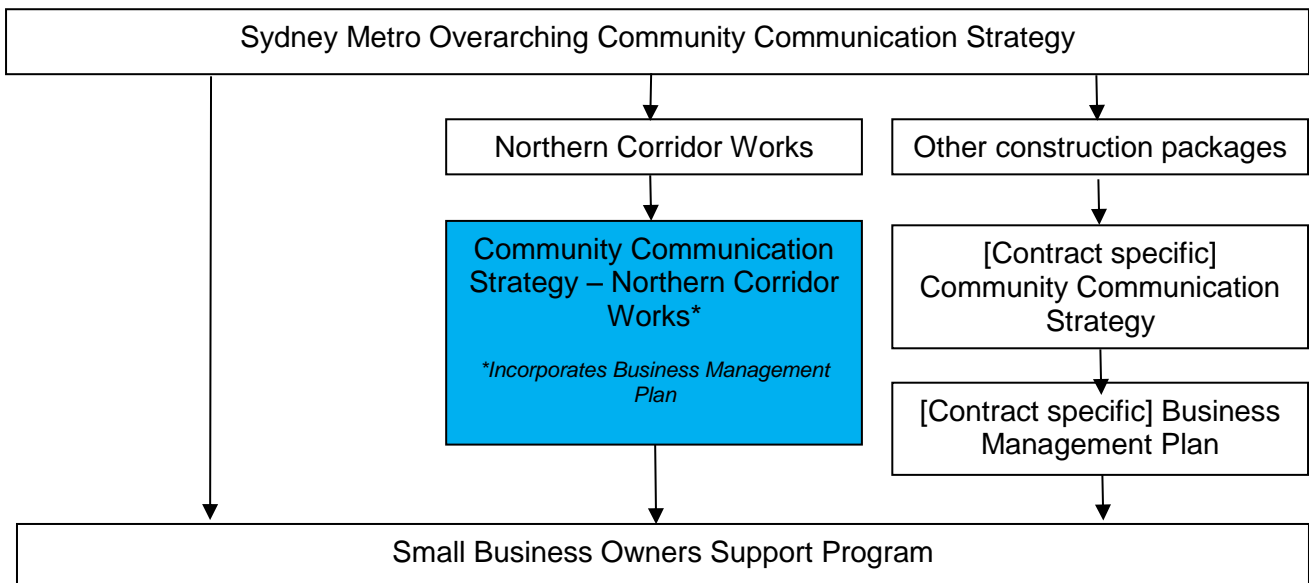 Sydney Metro Overarching Community Communication Strategy
Northern Corridor Works
Other construction packages
Community Communication
Strategy – Northern Corridor
Works*
*Incorporates Business Management
Plan
[Contract specific]
Community Communication
Strategy
[Contract specific] Business
Management Plan
Small Business Owners Support Program